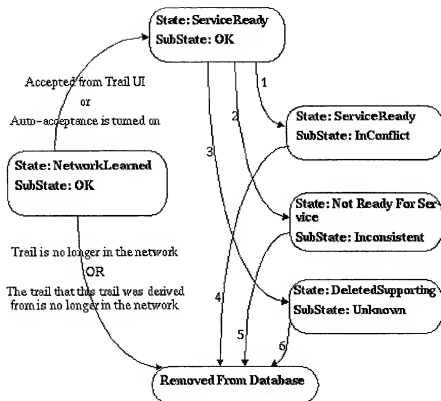 State: ServiceReady
SubState: OK
Accepted from Trail UI
or
Auto-acceptance is turned on
1
2
3
State: ServiceReady
SubState: InConflict
State: NetworkLearned
SubState: OK
State: Not Ready For Ser
vice
SubState: Inconsistent
Trail is no longer in the network
OR
The trail that this trail was derived
from is no longer in the network.
State: DeletedSupporting
SubState: Unknown
4
5
6
Removed From Database